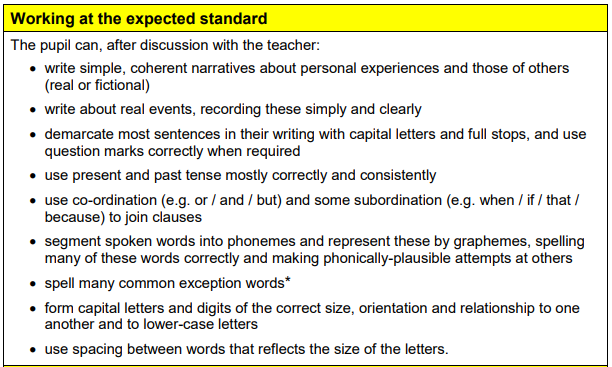 Working at the expected standard
The pupil can, after discussion with the teacher:
• write simple, coherent narratives about personal experiences and those of others
(real or fictional)
• write about real events, recording these simply and clearly
• demarcate most sentences in their writing with capital letters and full stops, and use
question marks correctly when required
• use present and past tense mostly correctly and consistently
• use co-ordination (e.g. or / and / but) and some subordination (e.g. when / if / that /
because) to join clauses
• segment spoken words into phonemes and represent these by graphemes, spelling
many of these words correctly and making phonically-plausible attempts at others
• spell many common exception words*
• form capital letters and digits of the correct size, orientation and relationship to one
another and to lower-case letters
• use spacing between words that reflects the size of the letters.